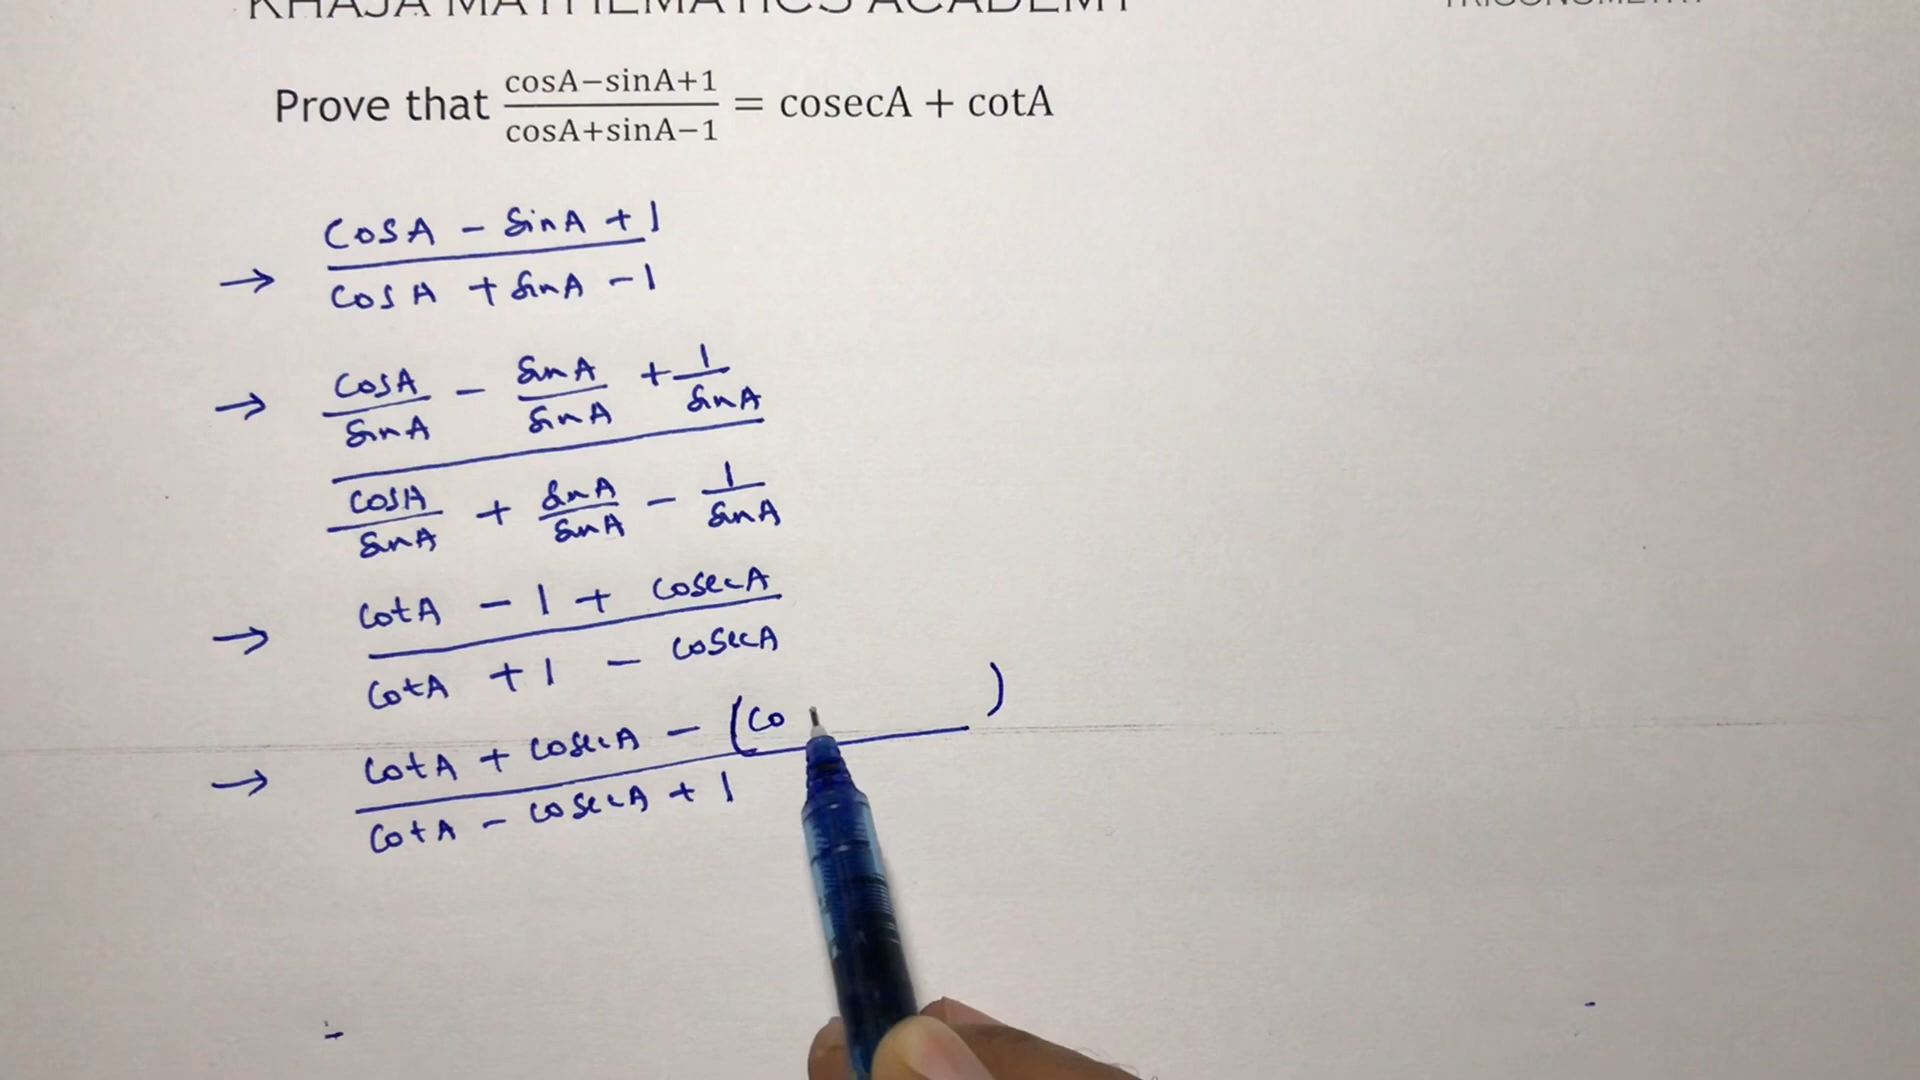 KHAJA MATHEMATICS ACADEMY TRIGONOMETRY
Prove that (cosA−sinA+1)/(cosA+sinA−1) = cosecA + cotA
→ (CosA - SinA + 1)/(CosA + SinA - 1)
→ (CosA/SinA - SinA/SinA + 1/SinA)/(CosA/SinA + SinA/SinA - 1/SinA)
→ (CotA - 1 + CosecA)/(CotA + 1 - CosecA)
→ (CotA + CosecA - (Co ))/(CotA - CosecA + 1)